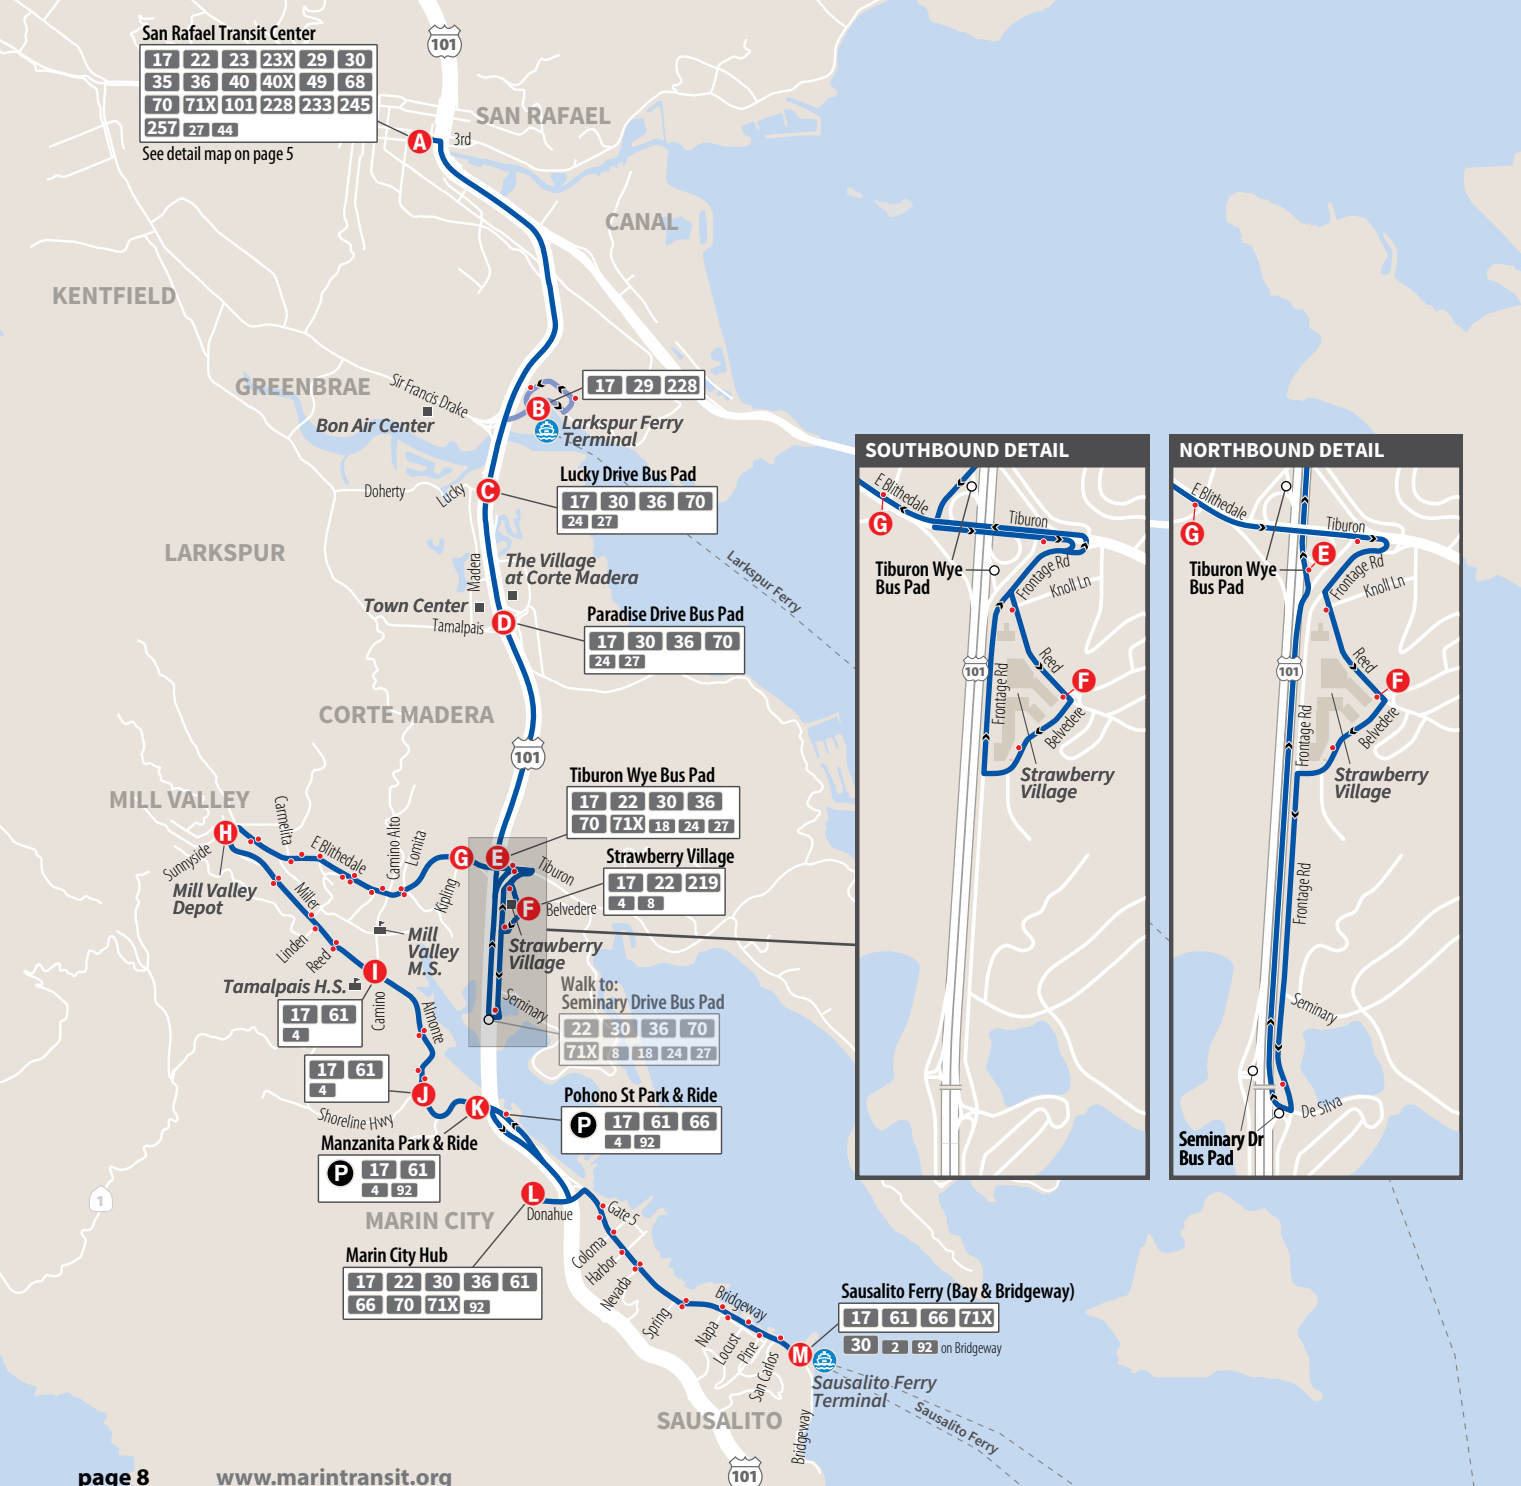 San Rafael Transit Center
17 22 23 23X 29 30
35 36 40 40X 49 68
70 71X 101 228 233 245
257 27 44
See detail map on page 5
101
SAN RAFAEL
A
3rd
CANAL
KENTFIELD
GREENBRAE
Sir Francis Drake
Bon Air Center
17 29 228
B
Larkspur Ferry
Terminal
Lucky Drive Bus Pad
17 30 36 70
24 27
Doherty
Lucky
C
LARKSPUR
Madera
The Village
at Corte Madera
Larkspur Ferry
Town Center
Tamalpais
D
Paradise Drive Bus Pad
17 30 36 70
24 27
CORTE MADERA
101
Tiburon Wye Bus Pad
17 22 30 36
70 71X 18 24 27
MILL VALLEY
H
Carmelita
E Blithedale
Camino Alto
Lomita
G
E
Tiburon
Strawberry Village
17 22 219
4 8
Sunnyside
Mill Valley
Depot
Miller
Kipling
F
Belvedere
Linden
Reed
Mill
Valley
M.S.
Strawberry
Village
Tamalpais H.S.
I
17 61
4
Camino
Almonte
Seminary
Walk to:
Seminary Drive Bus Pad
22 30 36 70
71X 8 18 24 27
17 61
4
J
Shoreline Hwy
K
Pohono St Park & Ride
P 17 61 66
4 92
Manzanita Park & Ride
P 17 61
4 92
1
L
Donahue
MARIN CITY
Gate 5
Marin City Hub
17 22 30 36 61
66 70 71X 92
Coloma
Harbor
Nevada
Spring
Bridgeway
Napa
Locust
Pine
San Carlos
Sausalito Ferry (Bay & Bridgeway)
17 61 66 71X
30 2 92 on Bridgeway
M
Sausalito Ferry
Terminal
Sausalito Ferry
SAUSALITO
Bridgeway
101
SOUTHBOUND DETAIL
E Blithedale
G
Tiburon
Tiburon Wye
Bus Pad
Frontage Rd
Knoll Ln
101
Frontage Rd
Reed
F
Belvedere
Strawberry
Village
NORTHBOUND DETAIL
E Blithedale
G
Tiburon
E
Tiburon Wye
Bus Pad
Frontage Rd
Knoll Ln
101
Frontage Rd
Reed
F
Belvedere
Strawberry
Village
Frontage Rd
Seminary
De Silva
Seminary Dr
Bus Pad
page 8
www.marintransit.org